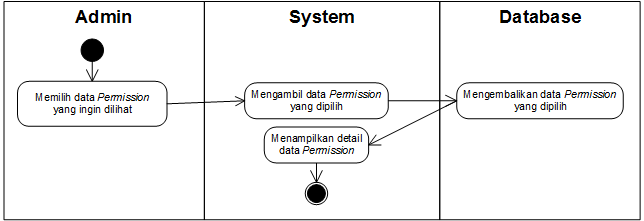 Admin
System
Database
Memilih data Permission
yang ingin dilihat
Mengambil data Permission
yang dipilih
Mengembalikan data Permission
yang dipilih
Menampilkan detail
data Permission